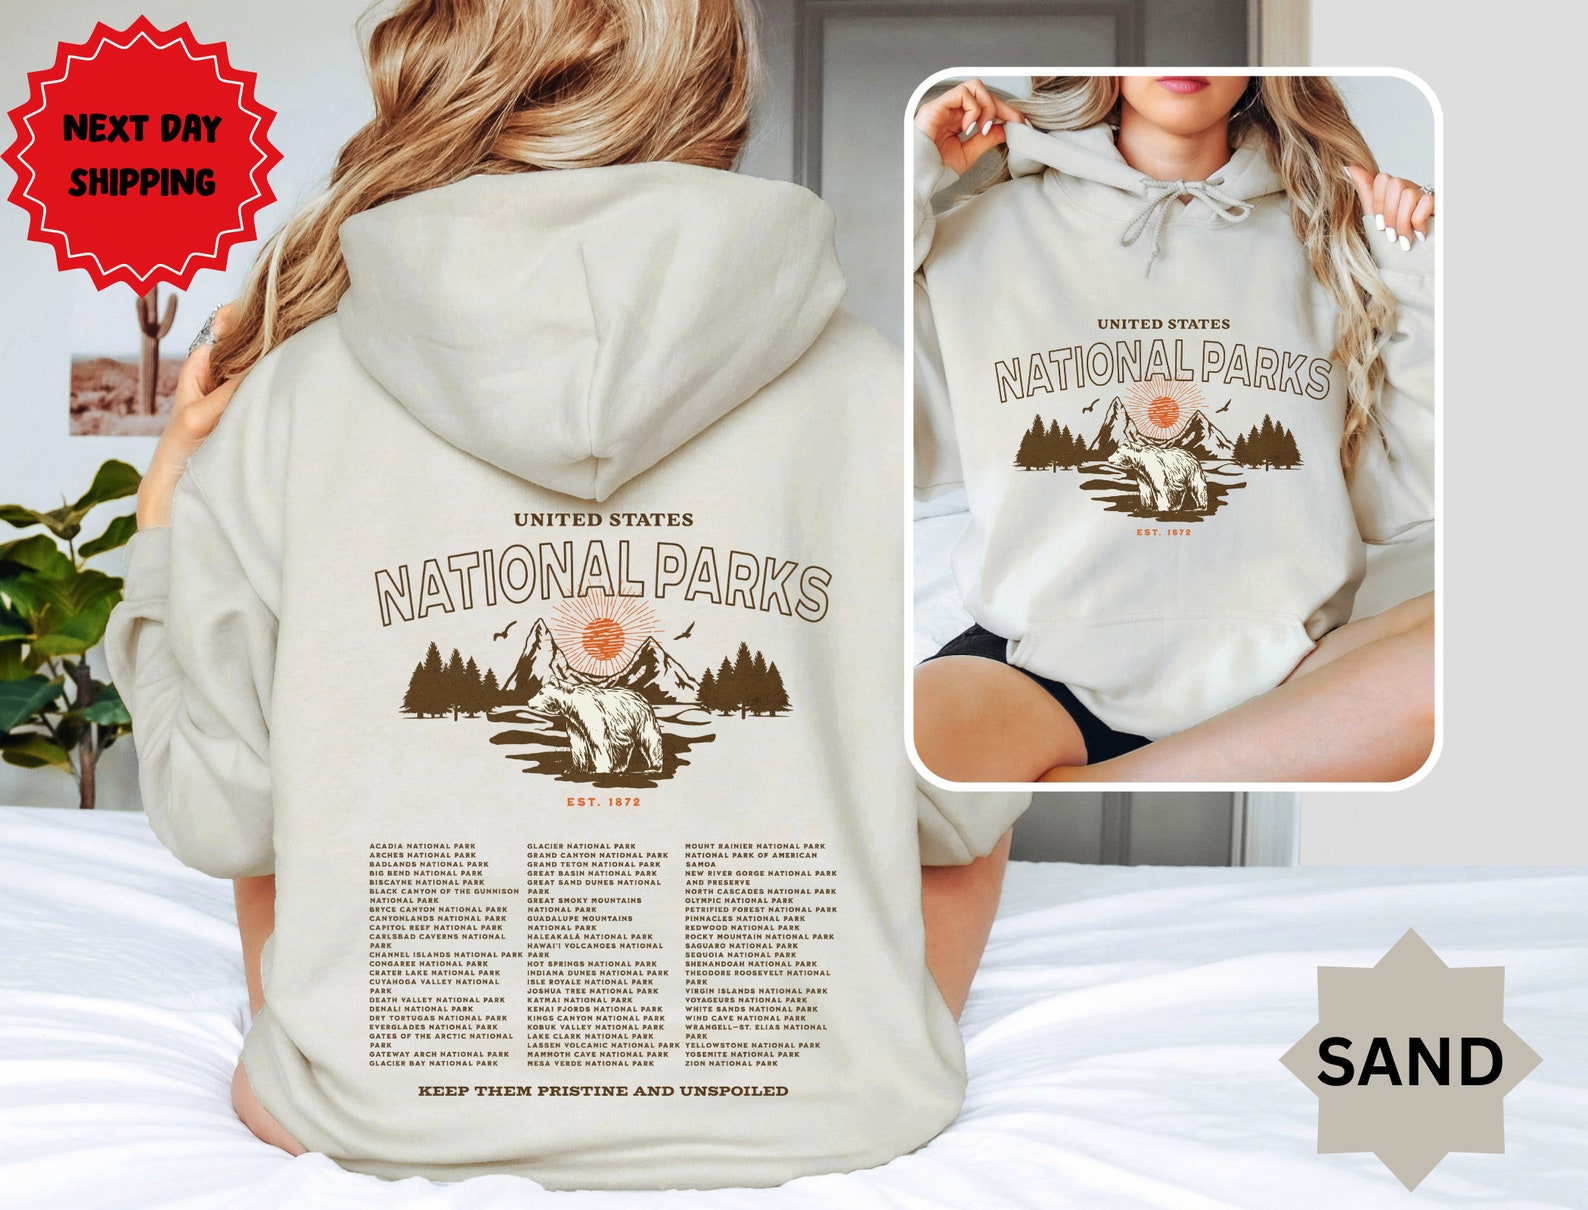 NEXT DAY
SHIPPING
UNITED STATES
NATIONAL PARKS
EST. 1872
ACADIA NATIONAL PARK
ARCHES NATIONAL PARK
BADLANDS NATIONAL PARK
BIG BEND NATIONAL PARK
BISCAYNE NATIONAL PARK
BLACK CANYON OF THE GUNNISON
NATIONAL PARK
BRYCE CANYON NATIONAL PARK
CANYONLANDS NATIONAL PARK
CAPITOL REEF NATIONAL PARK
CARLSBAD CAVERNS NATIONAL
PARK
CHANNEL ISLANDS NATIONAL PARK
CONGAREE NATIONAL PARK
CRATER LAKE NATIONAL PARK
CUYAHOGA VALLEY NATIONAL
PARK
DEATH VALLEY NATIONAL PARK
DENALI NATIONAL PARK
DRY TORTUGAS NATIONAL PARK
EVERGLADES NATIONAL PARK
GATES OF THE ARCTIC NATIONAL
PARK
GATEWAY ARCH NATIONAL PARK
GLACIER BAY NATIONAL PARK
GLACIER NATIONAL PARK
GRAND CANYON NATIONAL PARK
GRAND TETON NATIONAL PARK
GREAT BASIN NATIONAL PARK
GREAT SAND DUNES NATIONAL
PARK
GREAT SMOKY MOUNTAINS
NATIONAL PARK
GUADALUPE MOUNTAINS
NATIONAL PARK
HALEAKALĀ NATIONAL PARK
HAWAI'I VOLCANOES NATIONAL
PARK
HOT SPRINGS NATIONAL PARK
INDIANA DUNES NATIONAL PARK
ISLE ROYALE NATIONAL PARK
JOSHUA TREE NATIONAL PARK
KATMAI NATIONAL PARK
KENAI FJORDS NATIONAL PARK
KINGS CANYON NATIONAL PARK
KOBUK VALLEY NATIONAL PARK
LAKE CLARK NATIONAL PARK
LASSEN VOLCANIC NATIONAL PARK
MAMMOTH CAVE NATIONAL PARK
MESA VERDE NATIONAL PARK
MOUNT RAINIER NATIONAL PARK
NATIONAL PARK OF AMERICAN
SAMOA
NEW RIVER GORGE NATIONAL PARK
AND PRESERVE
NORTH CASCADES NATIONAL PARK
OLYMPIC NATIONAL PARK
PETRIFIED FOREST NATIONAL PARK
PINNACLES NATIONAL PARK
REDWOOD NATIONAL PARK
ROCKY MOUNTAIN NATIONAL PARK
SAGUARO NATIONAL PARK
SEQUOIA NATIONAL PARK
SHENANDOAH NATIONAL PARK
THEODORE ROOSEVELT NATIONAL
PARK
VIRGIN ISLANDS NATIONAL PARK
VOYAGEURS NATIONAL PARK
WHITE SANDS NATIONAL PARK
WIND CAVE NATIONAL PARK
WRANGELL—ST. ELIAS NATIONAL
PARK
YELLOWSTONE NATIONAL PARK
YOSEMITE NATIONAL PARK
ZION NATIONAL PARK
KEEP THEM PRISTINE AND UNSPOILED
UNITED STATES
NATIONAL PARKS
EST. 1872
SAND